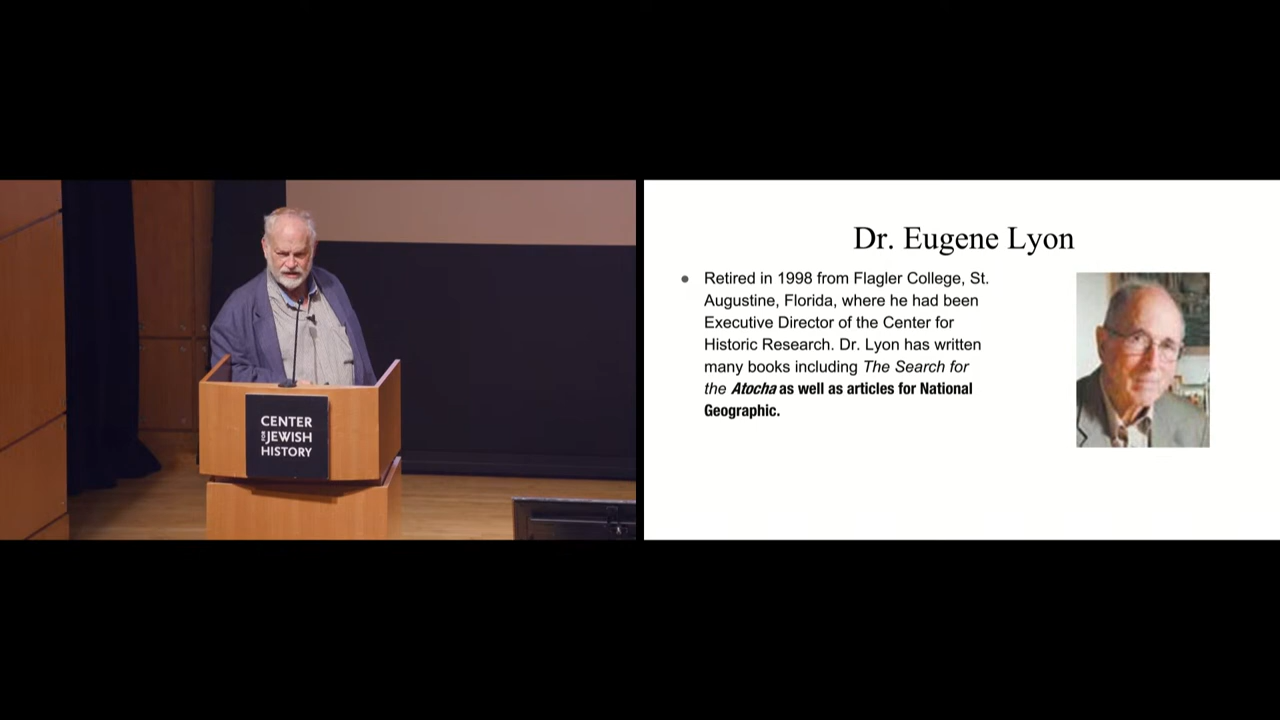 CENTER
FOR JEWISH
HISTORY
Dr. Eugene Lyon
● Retired in 1998 from Flagler College, St.
Augustine, Florida, where he had been
Executive Director of the Center for
Historic Research. Dr. Lyon has written
many books including The Search for
the Atocha as well as articles for National
Geographic.